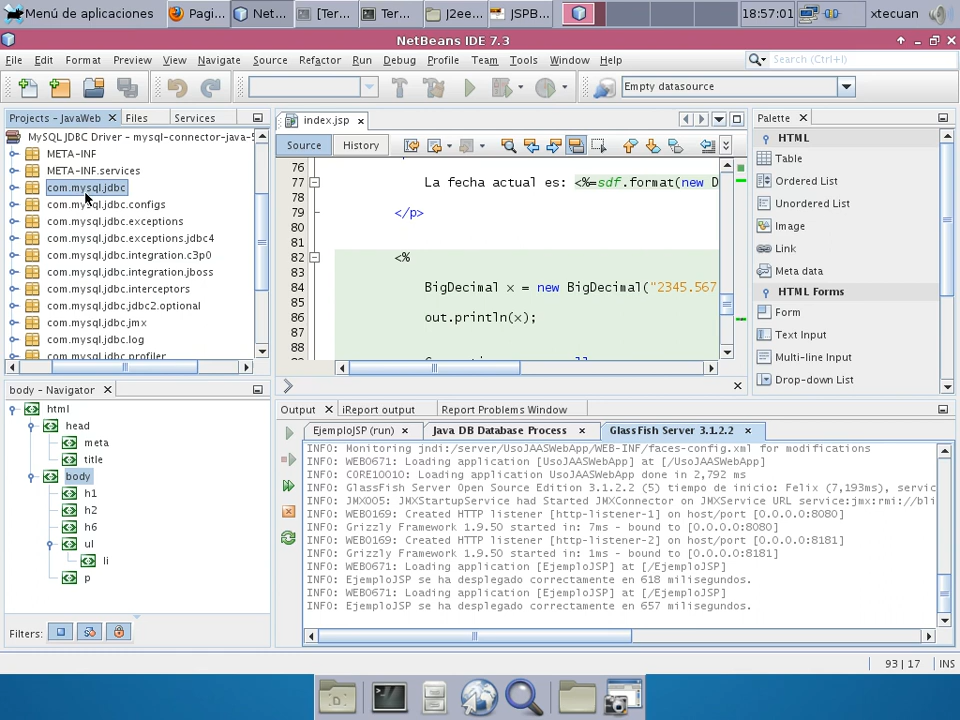 Menú de aplicaciones
Pagi...
Net...
[Ter...
Ter...
J2ee...
JSPB...
18:57:01
xtecuan
NetBeans IDE 7.3
File Edit Format Preview View Navigate Source Refactor Run Debug Profile Team Tools Window Help
Search (Ctrl+I)
Empty datasource
Projects - JavaWeb
Files
Services
MySQL JDBC Driver - mysql-connector-java-5
META-INF
META-INF.services
com.mysql.jdbc
com.mysql.jdbc.configs
com.mysql.jdbc.exceptions
com.mysql.jdbc.exceptions.jdbc4
com.mysql.jdbc.integration.c3p0
com.mysql.jdbc.integration.jboss
com.mysql.jdbc.interceptors
com.mysql.jdbc.jdbc2.optional
com.mysql.jdbc.jmx
com.mysql.jdbc.log
com.mysql.jdbc.profiler
index.jsp
Source
History
76
77 La fecha actual es: <%=sdf.format(new D
78
79 </p>
80
81
82 <%
83
84 BigDecimal x = new BigDecimal("2345.567
85
86 out.println(x);
87
88
Palette
HTML
Table
Ordered List
Unordered List
Image
Link
Meta data
HTML Forms
Form
Text Input
Multi-line Input
Drop-down List
body - Navigator
html
head
meta
title
body
h1
h2
h6
ul
li
p
Filters:
Output
iReport output
Report Problems Window
EjemploJSP (run)
Java DB Database Process
GlassFish Server 3.1.2.2
INFO: Monitoring jndi:/server/UsoJAASWebApp/WEB-INF/faces-config.xml for modifications
INFO: WEB0671: Loading application [UsoJAASWebApp] at [/UsoJAASWebApp]
INFO: CORE10010: Loading application UsoJAASWebApp done in 2,792 ms
INFO: GlassFish Server Open Source Edition 3.1.2.2 (5) tiempo de inicio: Felix (7,193ms), servic
INFO: JMX005: JMXStartupService had Started JMXConnector on JMXService URL service:jmx:rmi://bli
INFO: WEB0169: Created HTTP listener [http-listener-1] on host/port [0.0.0.0:8080]
INFO: Grizzly Framework 1.9.50 started in: 7ms - bound to [0.0.0.0:8080]
INFO: WEB0169: Created HTTP listener [http-listener-2] on host/port [0.0.0.0:8181]
INFO: Grizzly Framework 1.9.50 started in: 1ms - bound to [0.0.0.0:8181]
INFO: WEB0671: Loading application [EjemploJSP] at [/EjemploJSP]
INFO: EjemploJSP se ha desplegado correctamente en 618 milisegundos.
INFO: WEB0671: Loading application [EjemploJSP] at [/EjemploJSP]
INFO: EjemploJSP se ha desplegado correctamente en 657 milisegundos.
93 | 17
INS